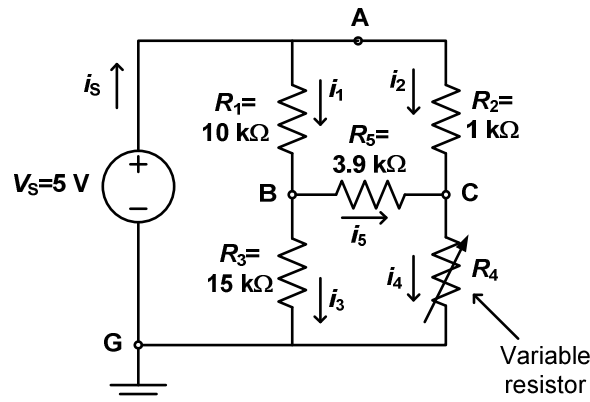 A
iS
i1
i2
R1=
10 kΩ
R2=
1 kΩ
R5=
3.9 kΩ
VS=5 V
B
C
i5
R3=
15 kΩ
i3
i4
R4
G
Variable
resistor